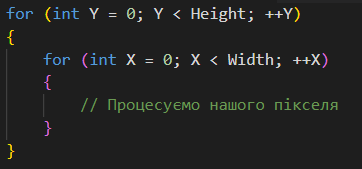 for (int Y = 0; Y < Height; ++Y)
{
    for (int X = 0; X < Width; ++X)
    {
        // Процесуємо нашого пікселя
    }
}